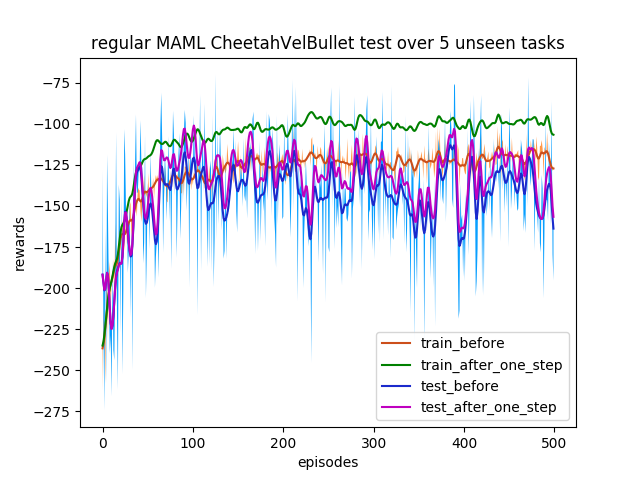 regular MAML CheetahVelBullet test over 5 unseen tasks
rewards
−75
−100
−125
−150
−175
−200
−225
−250
−275
train_before
train_after_one_step
test_before
test_after_one_step
0
100
200
300
400
500
episodes